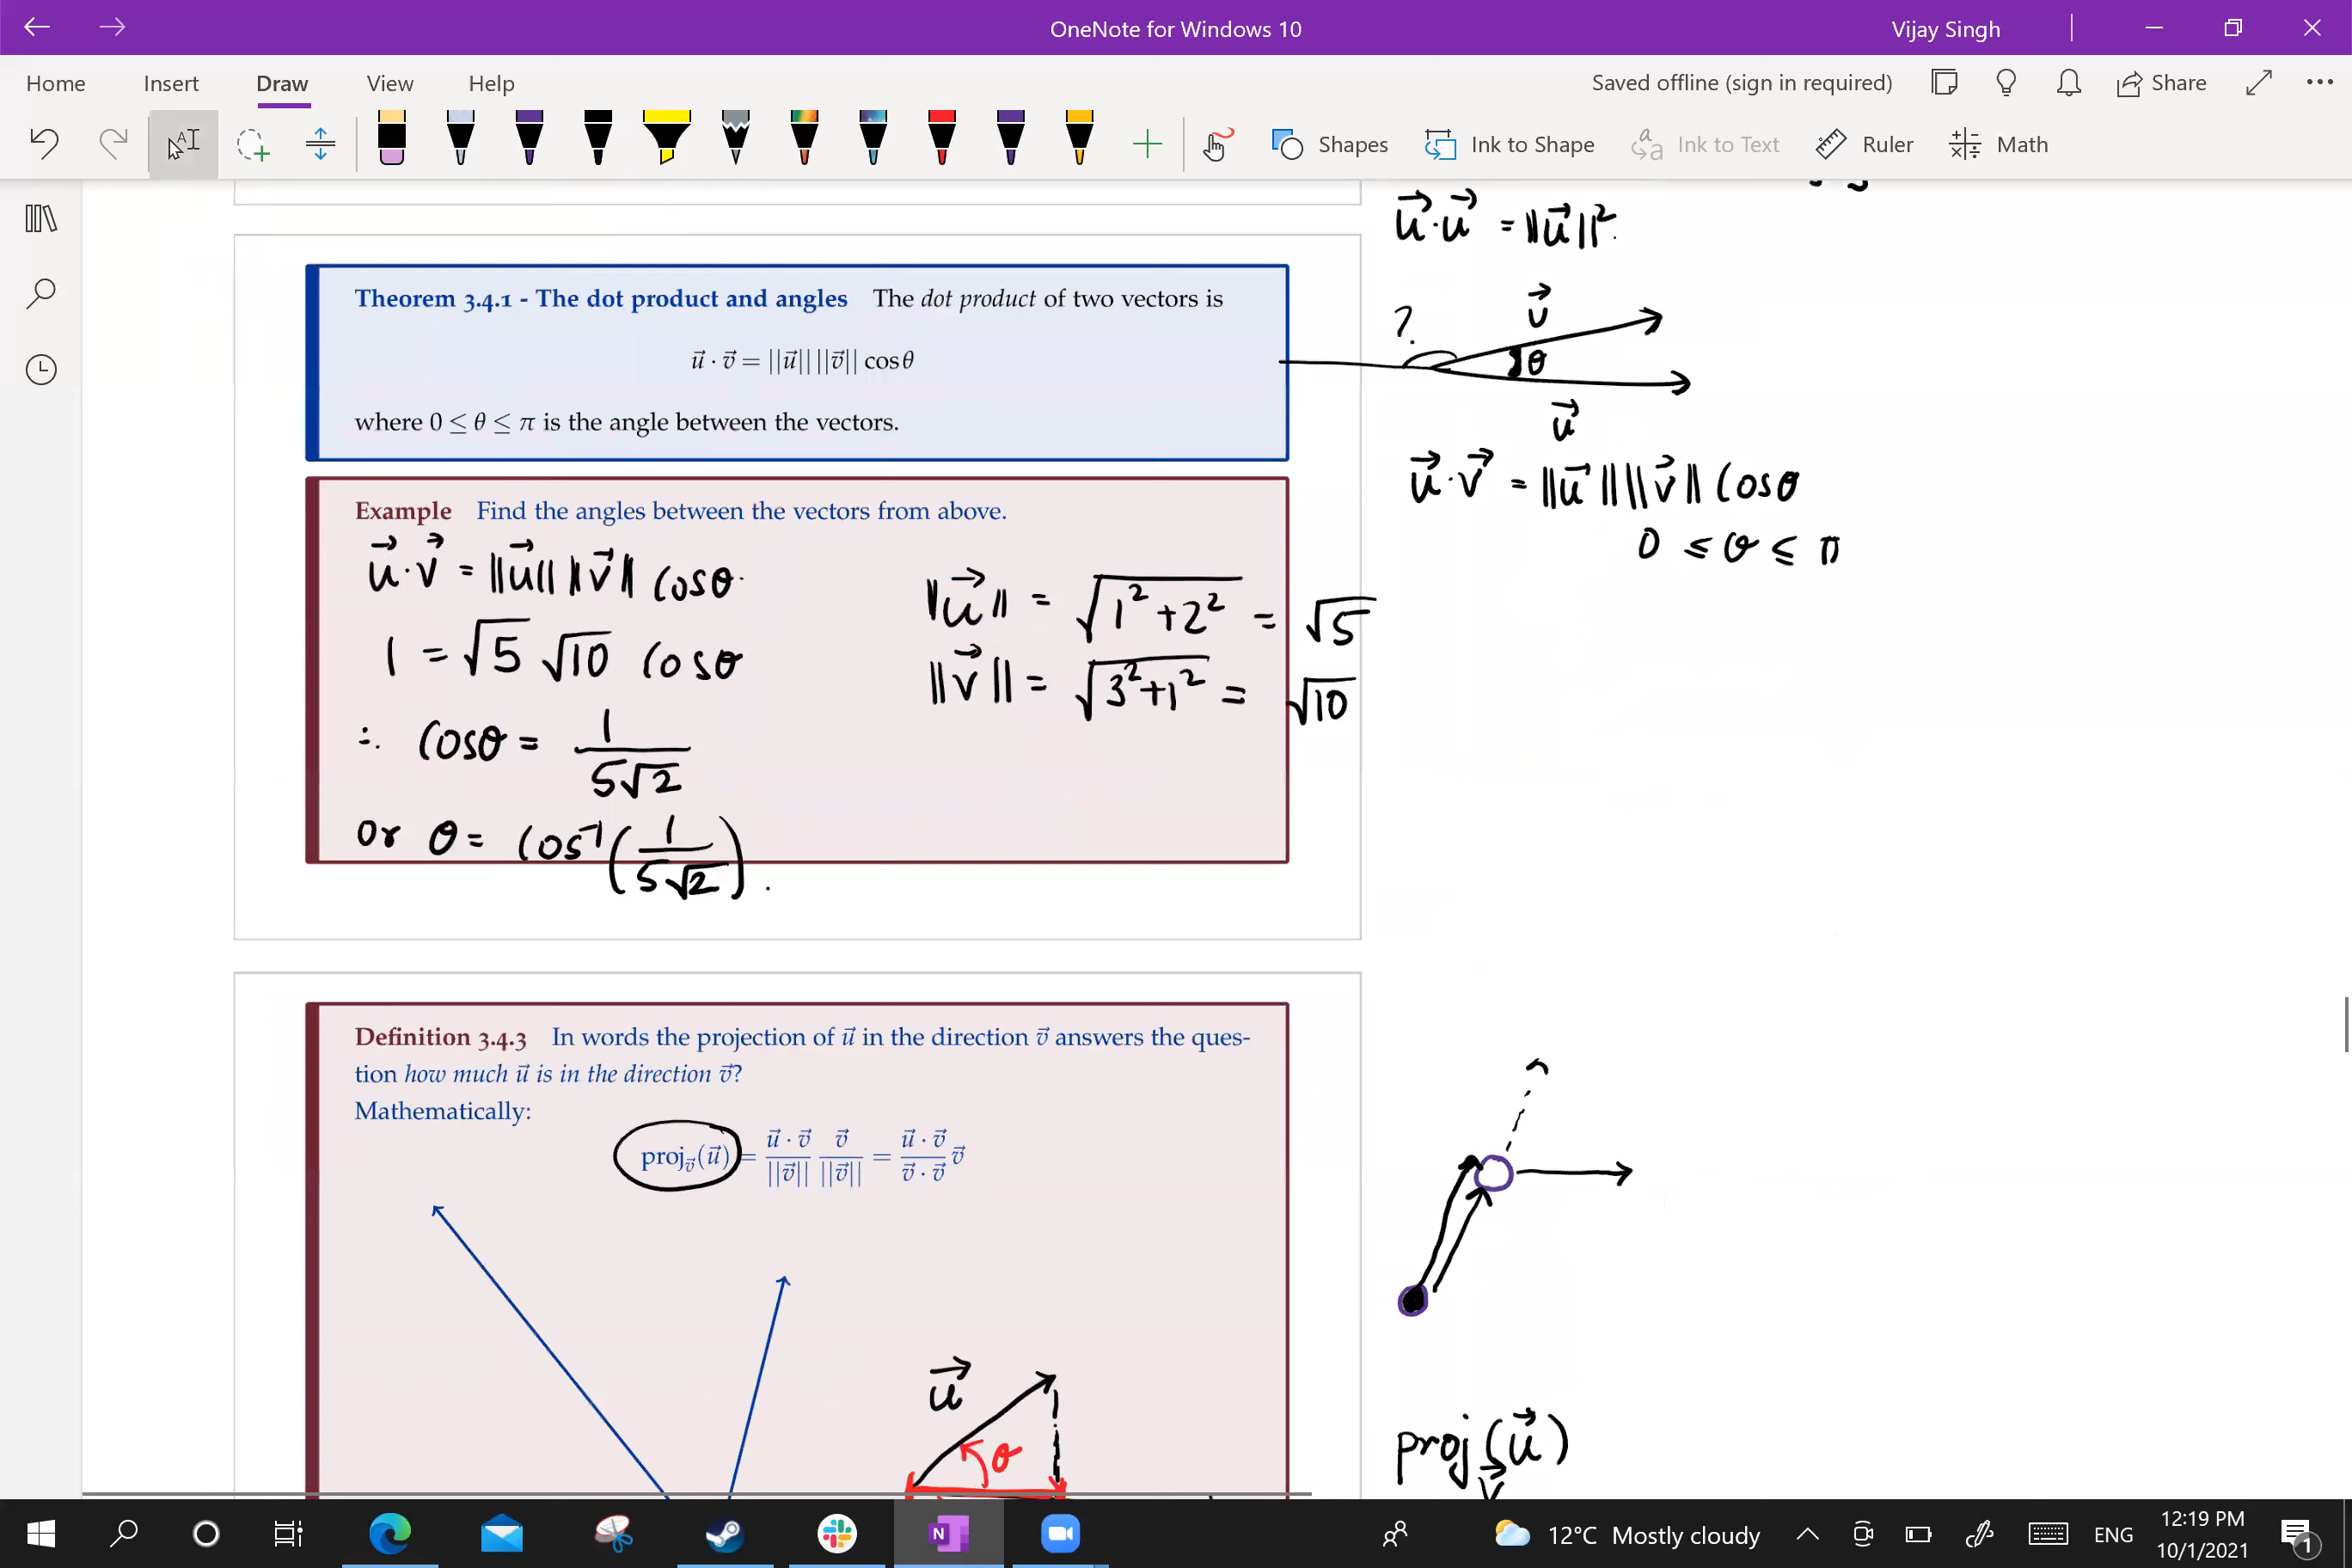 OneNote for Windows 10
Vijay Singh
Home Insert Draw View Help
Saved offline (sign in required) Share
Shapes Ink to Shape Ink to Text Ruler Math
u⃗·u⃗ = ||u⃗||².
Theorem 3.4.1 - The dot product and angles The dot product of two vectors is
u⃗ · v⃗ = ||u⃗|| ||v⃗|| cos θ
where 0 ≤ θ ≤ π is the angle between the vectors.
?
v⃗
θ
u⃗
u⃗·v⃗ = ||u⃗|| ||v⃗|| Cosθ
0 ≤ θ ≤ π
Example Find the angles between the vectors from above.
u⃗·v⃗ = ||u⃗|| ||v⃗|| Cosθ
1 = √5 √10 Cosθ
∴ Cosθ = 1/(5√2)
or θ = Cos⁻¹(1/(5√2)).
||u⃗|| = √(1²+2²) = √5
||v⃗|| = √(3²+1²) = √10
Definition 3.4.3 In words the projection of u⃗ in the direction v⃗ answers the ques-
tion how much u⃗ is in the direction v⃗?
Mathematically:
proj_v⃗(u⃗) = (u⃗ · v⃗)/||v⃗|| v⃗/||v⃗|| = (u⃗ · v⃗)/(v⃗ · v⃗) v⃗
u⃗
θ
proj_v⃗(u⃗)
12°C Mostly cloudy
ENG
12:19 PM
10/1/2021
1